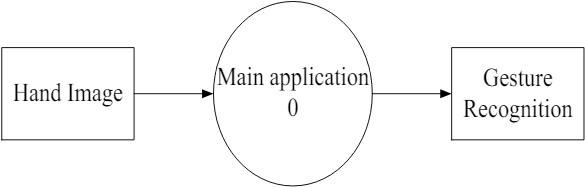 Hand Image
Main application
0
Gesture
Recognition